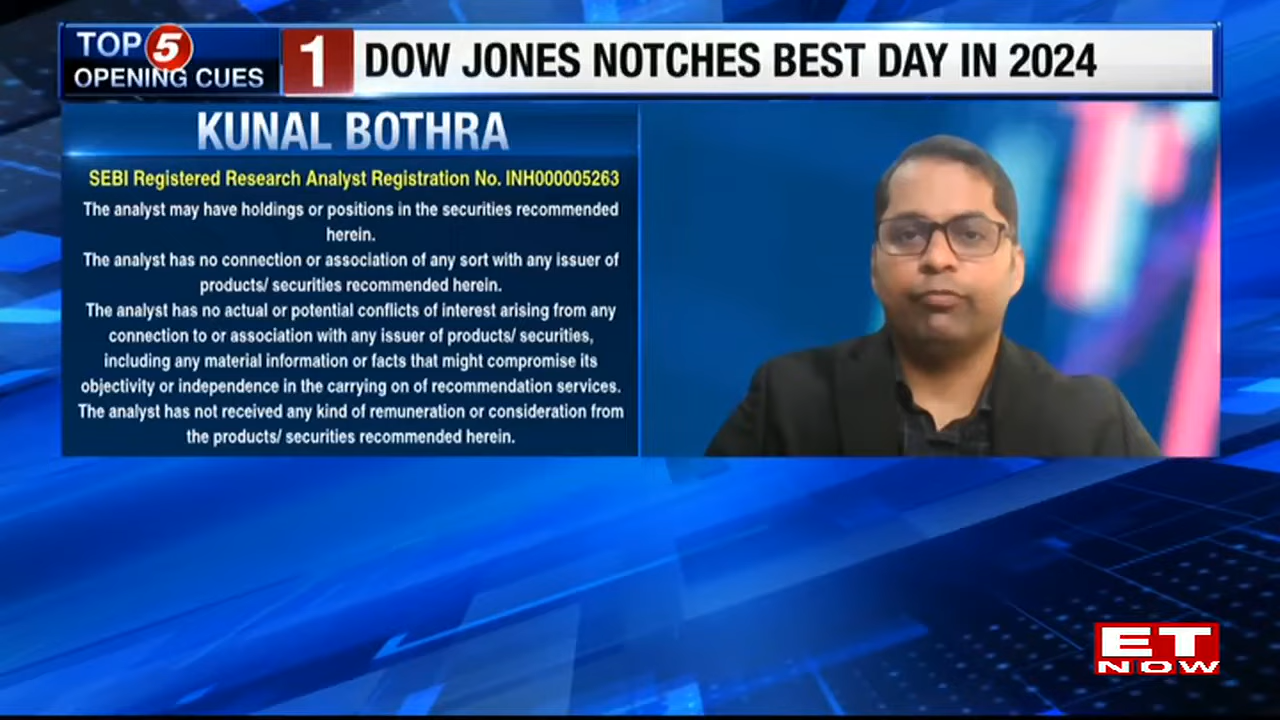 TOP 5
OPENING CUES
1
DOW JONES NOTCHES BEST DAY IN 2024
KUNAL BOTHRA
SEBI Registered Research Analyst Registration No. INH000005263
The analyst may have holdings or positions in the securities recommended
herein.
The analyst has no connection or association of any sort with any issuer of
products/ securities recommended herein.
The analyst has no actual or potential conflicts of interest arising from any
connection to or association with any issuer of products/ securities,
including any material information or facts that might compromise its
objectivity or independence in the carrying on of recommendation services.
The analyst has not received any kind of remuneration or consideration from
the products/ securities recommended herein.
ET
NOW